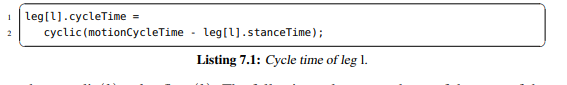 1 leg[l].cycleTime =
2 cyclic(motionCycleTime - leg[l].stanceTime);
Listing 7.1: Cycle time of leg l.